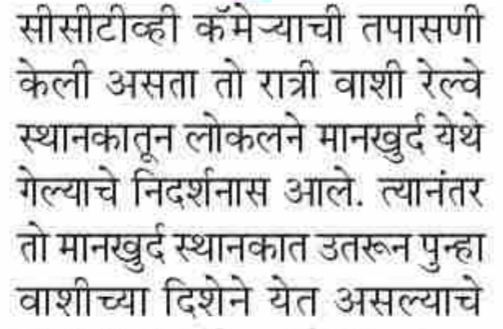 सीसीटीव्ही कॅमेऱ्याची तपासणी
केली असता तो रात्री वाशी रेल्वे
स्थानकातून लोकलने मानखुर्द येथे
गेल्याचे निदर्शनास आले. त्यानंतर
तो मानखुर्द स्थानकात उतरून पुन्हा
वाशीच्या दिशेने येत असल्याचे